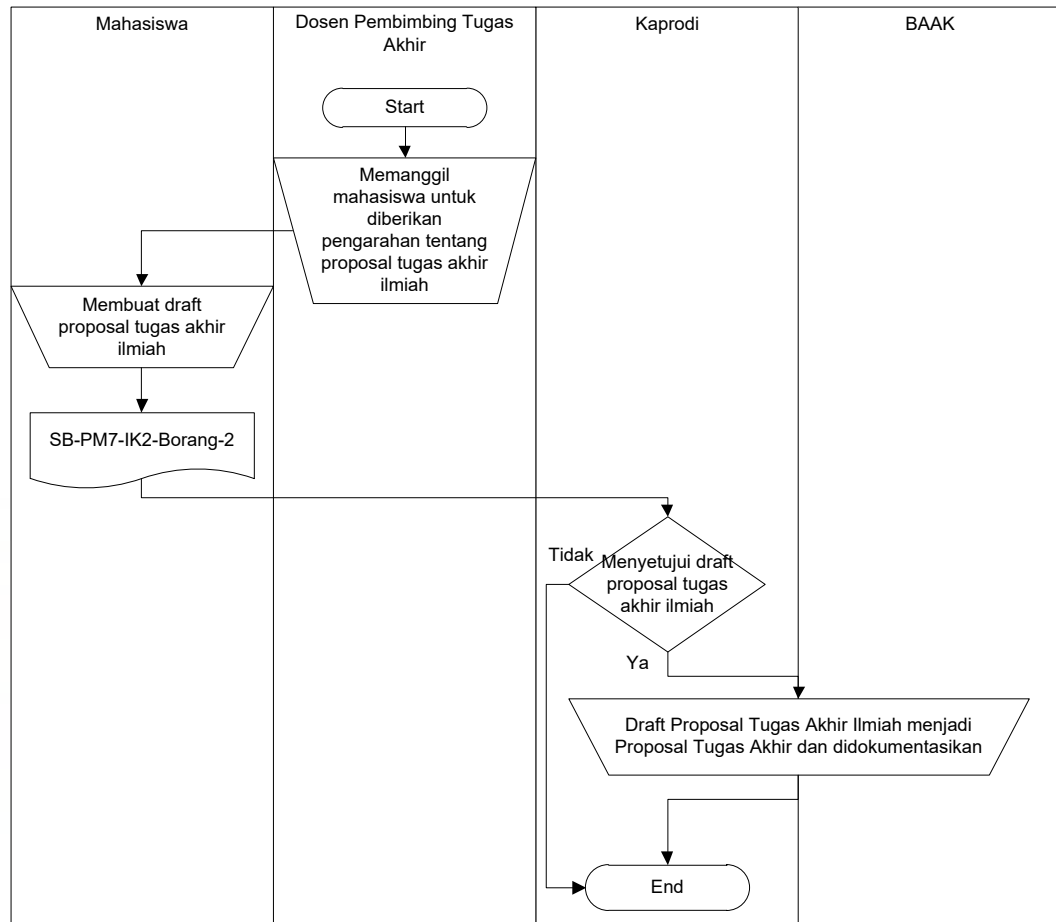 Mahasiswa
Dosen Pembimbing Tugas
Akhir
Kaprodi
BAAK
Start
Memanggil
mahasiswa untuk
diberikan
pengarahan tentang
proposal tugas akhir
ilmiah
Membuat draft
proposal tugas akhir
ilmiah
SB-PM7-IK2-Borang-2
Tidak
Menyetujui draft
proposal tugas
akhir ilmiah
Ya
Draft Proposal Tugas Akhir Ilmiah menjadi
Proposal Tugas Akhir dan didokumentasikan
End